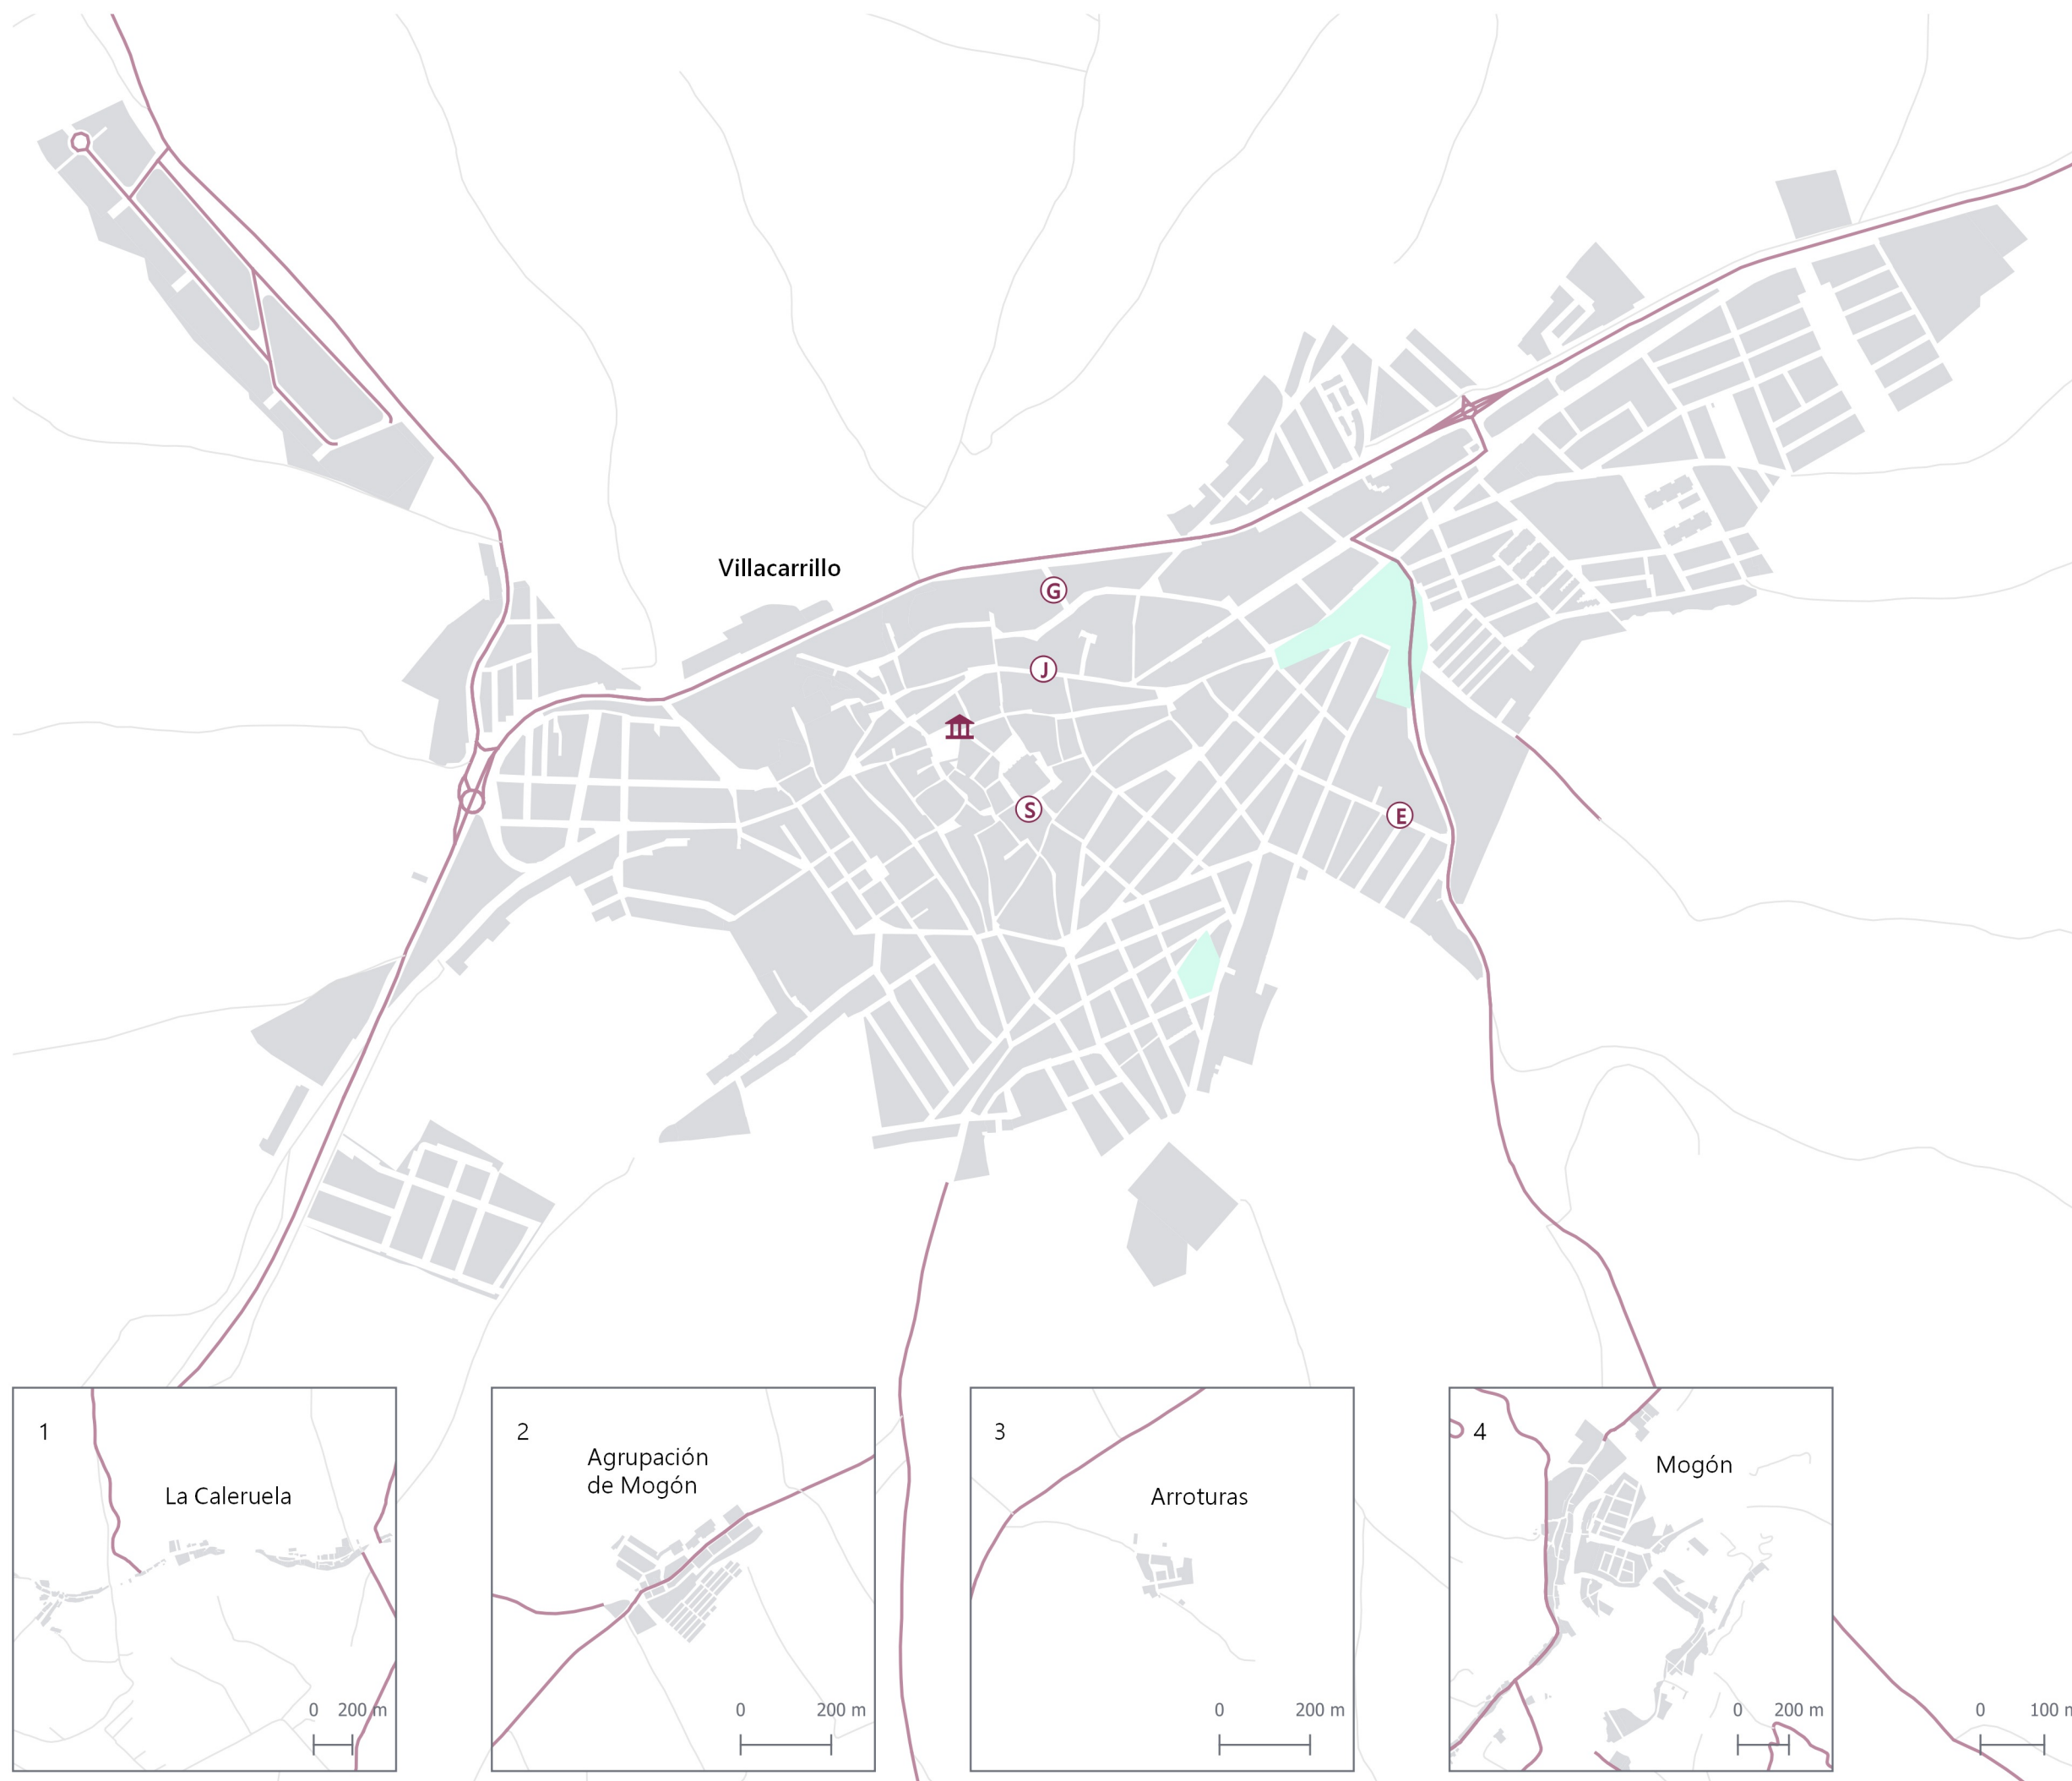 Villacarrillo
G
J
S
E
1
La Caleruela
0 200 m
2
Agrupación
de Mogón
0 200 m
3
Arroturas
0 200 m
4
Mogón
0 200 m
0 100 m